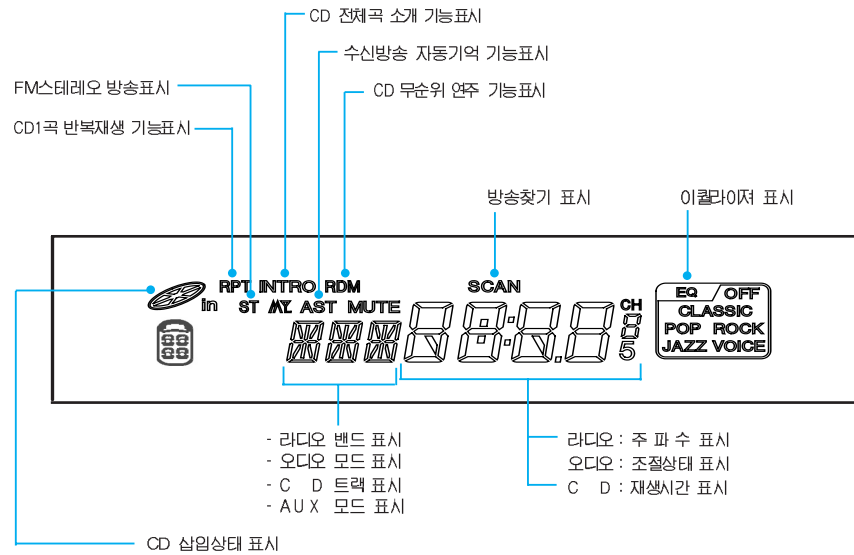 CD 전체곡 소개 기능표시
수신방송 자동기억 기능표시
FM스테레오 방송표시
CD 무순위 연주 기능표시
CD1곡 반복재생 기능표시
방송찾기 표시
이퀄라이져 표시
RPT INTRO RDM
SCAN
in
ST MY AST MUTE
CH
5
EQ OFF
CLASSIC
POP ROCK
JAZZ VOICE
- 라디오 밴드 표시
- 오디오 모드 표시
- C D 트랙 표시
- AUX 모드 표시
라디오 : 주 파 수 표시
오디오 : 조절상태 표시
C D : 재생시간 표시
CD 삽입상태 표시